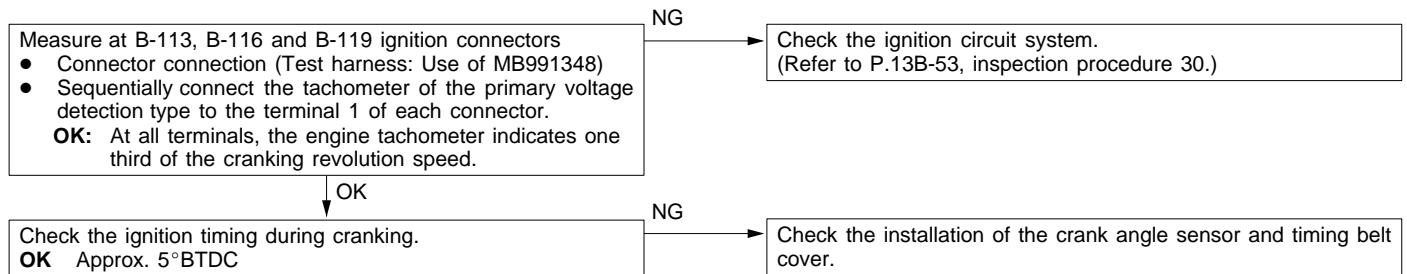 NG
Measure at B-113, B-116 and B-119 ignition connectors
● Connector connection (Test harness: Use of MB991348)
● Sequentially connect the tachometer of the primary voltage
detection type to the terminal 1 of each connector.
OK: At all terminals, the engine tachometer indicates one
third of the cranking revolution speed.
Check the ignition circuit system.
(Refer to P.13B-53, inspection procedure 30.)
OK
NG
Check the ignition timing during cranking.
OK Approx. 5°BTDC
Check the installation of the crank angle sensor and timing belt
cover.